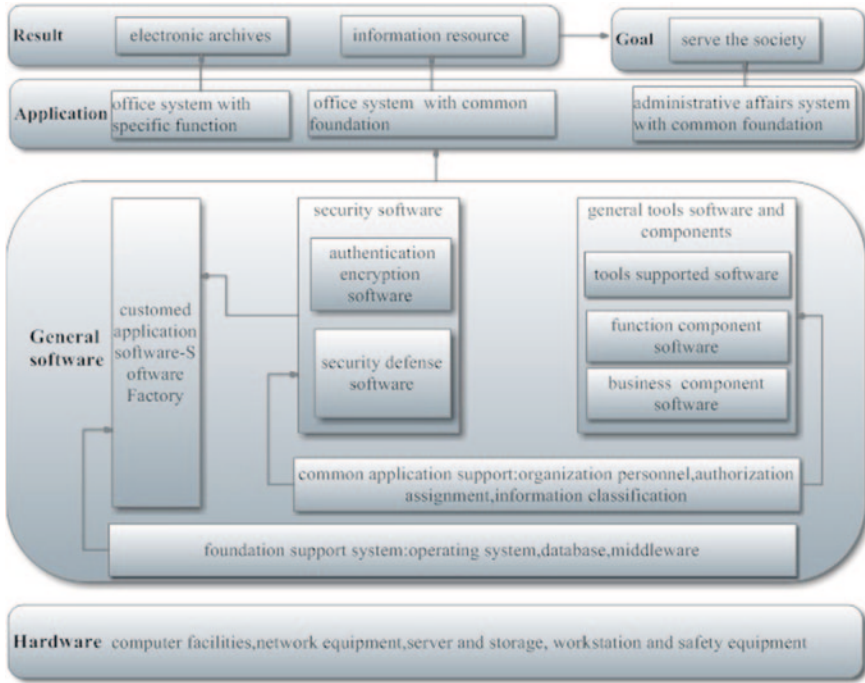 Result
electronic archives
information resource
Goal
serve the society
Application
office system with
specific function
office system with common
foundation
administrative affairs system
with common foundation
General
software
customed
application
software-S
oftware
Factory
security software
authentication
encryption
software
security defense
software
general tools software and
components
tools supported software
function component
software
business component
software
common application support:organization personnel,authorization
assignment,information classification
foundation support system:operating system,database,middleware
Hardware computer facilities,network equipment,server and storage, workstation and safety equipment